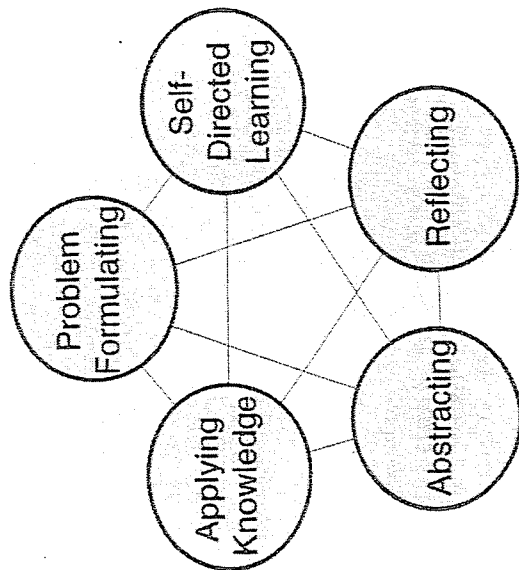 Problem
Formulating
Self-
Directed
Learning
Reflecting
Abstracting
Applying
Knowledge